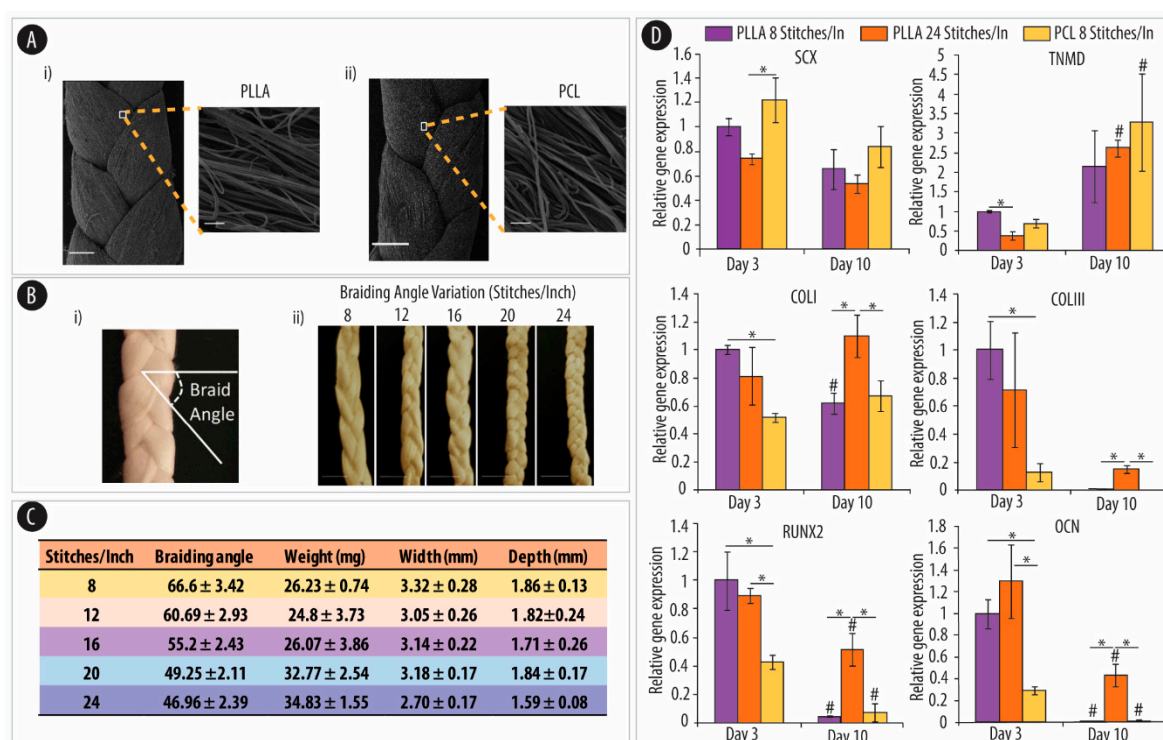 A
i)
PLLA
ii)
PCL
B
i)
Braid
Angle
ii)
Braiding Angle Variation (Stitches/Inch)
8 12 16 20 24
C
Stitches/Inch Braiding angle Weight (mg) Width (mm) Depth (mm)
8 66.6 ± 3.42 26.23 ± 0.74 3.32 ± 0.28 1.86 ± 0.13
12 60.69 ± 2.93 24.8 ± 3.73 3.05 ± 0.26 1 .82±0.24
16 55.2 ± 2.43 26.07 ± 3.86 3.14 ± 0.22 1.71 ± 0.26
20 49.25 ±2.11 32.77 ± 2.54 3.18 ± 0.17 1.84 ± 0.17
24 46.96 ± 2.39 34.83 ± 1.55 2.70 ± 0.17 1.59 ± 0.08
D
PLLA 8 Stitches/In PLLA 24 Stitches/In PCL 8 Stitches/In
SCX
Relative gene expression
1.6
1.4
1.2
1
0.8
0.6
0.4
0.2
0
*
Day 3 Day 10
TNMD
Relative gene expression
5
4.5
4
3.5
3
2.5
2
1.5
1
0.5
0
*
# #
Day 3 Day 10
COLI
Relative gene expression
1.4
1.2
1
0.8
0.6
0.4
0.2
0
*
* *
#
Day 3 Day 10
COLIII
Relative gene expression
1.4
1.2
1
0.8
0.6
0.4
0.2
0
*
* *
Day 3 Day 10
RUNX2
Relative gene expression
1.4
1.2
1
0.8
0.6
0.4
0.2
0
*
*
* *
# # #
Day 3 Day 10
OCN
Relative gene expression
1.8
1.6
1.4
1.2
1
0.8
0.6
0.4
0.2
0
*
*
* *
# # #
Day 3 Day 10